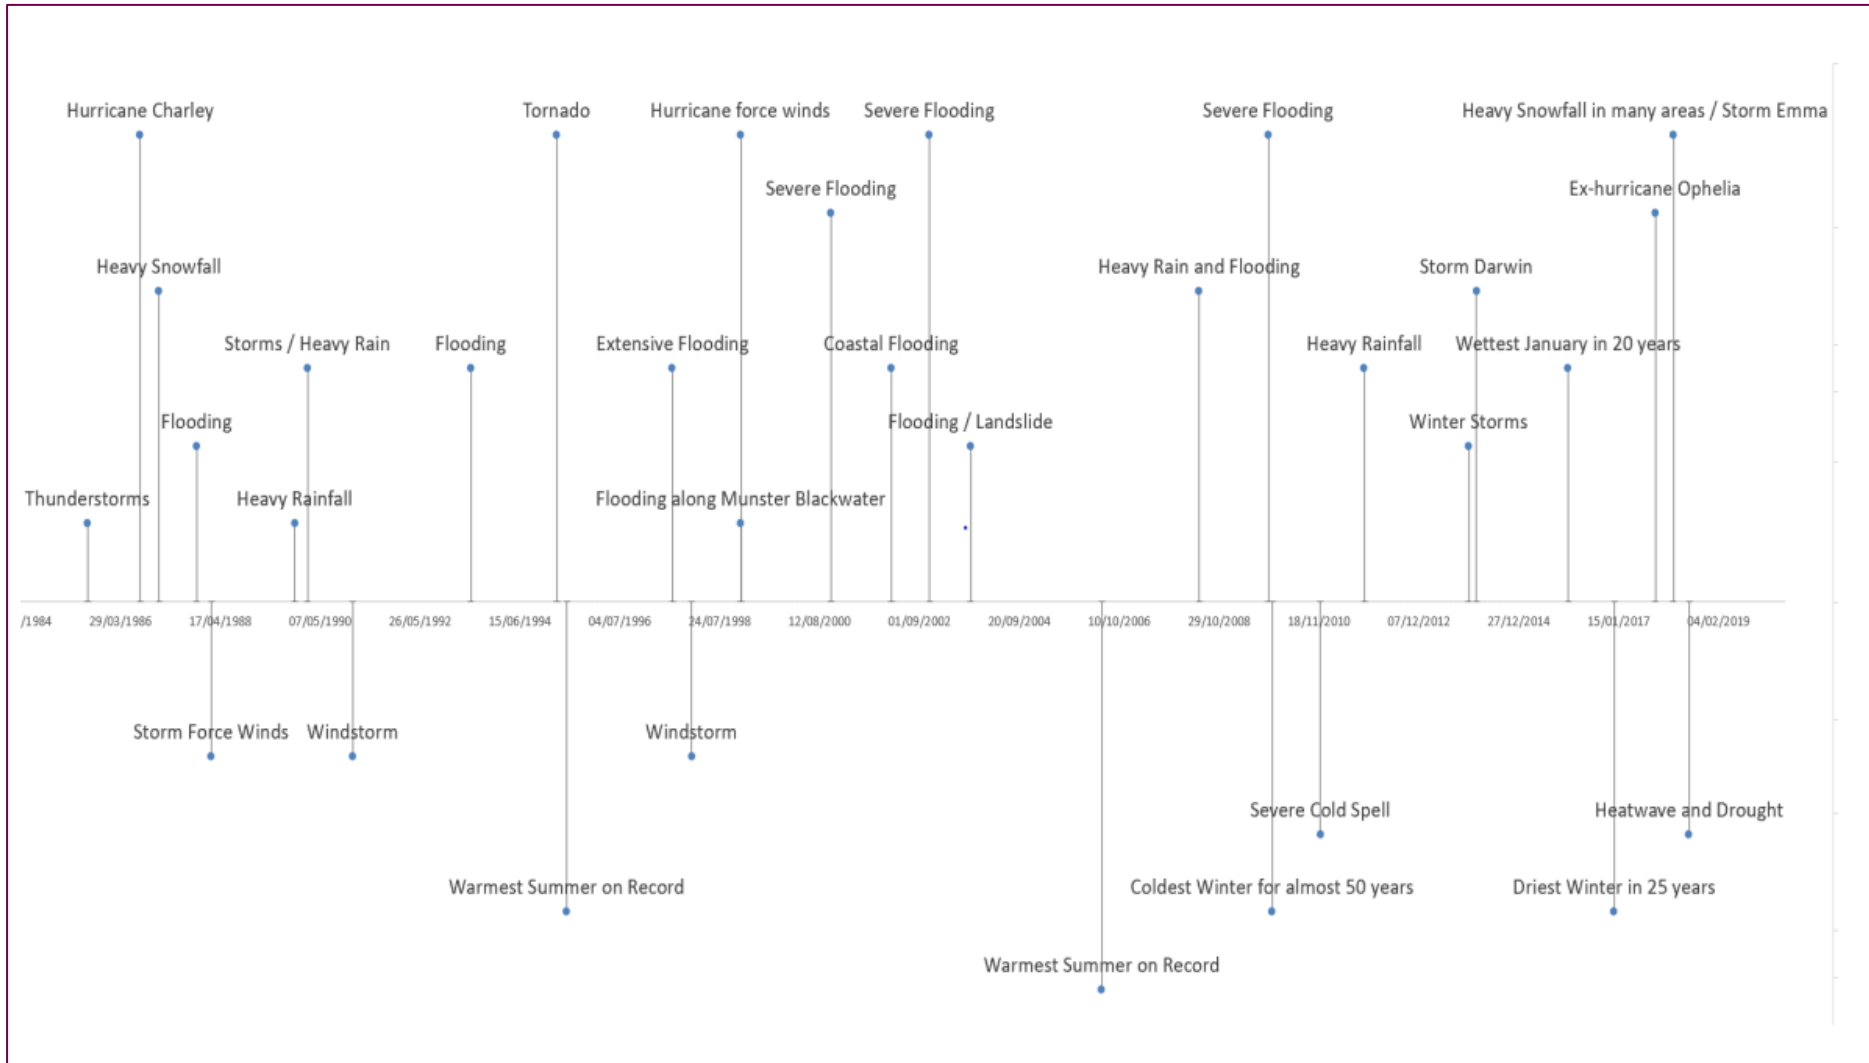 Hurricane Charley
Tornado
Hurricane force winds
Severe Flooding
Severe Flooding
Heavy Snowfall in many areas / Storm Emma
Severe Flooding
Ex-hurricane Ophelia
Heavy Snowfall
Heavy Rain and Flooding
Storm Darwin
Storms / Heavy Rain
Flooding
Extensive Flooding
Coastal Flooding
Heavy Rainfall
Wettest January in 20 years
Flooding
Flooding / Landslide
Winter Storms
Thunderstorms
Heavy Rainfall
Flooding along Munster Blackwater
/1984
29/03/1986
17/04/1988
07/05/1990
26/05/1992
15/06/1994
04/07/1996
24/07/1998
12/08/2000
01/09/2002
20/09/2004
10/10/2006
29/10/2008
18/11/2010
07/12/2012
27/12/2014
15/01/2017
04/02/2019
Storm Force Winds
Windstorm
Windstorm
Severe Cold Spell
Heatwave and Drought
Warmest Summer on Record
Coldest Winter for almost 50 years
Driest Winter in 25 years
Warmest Summer on Record